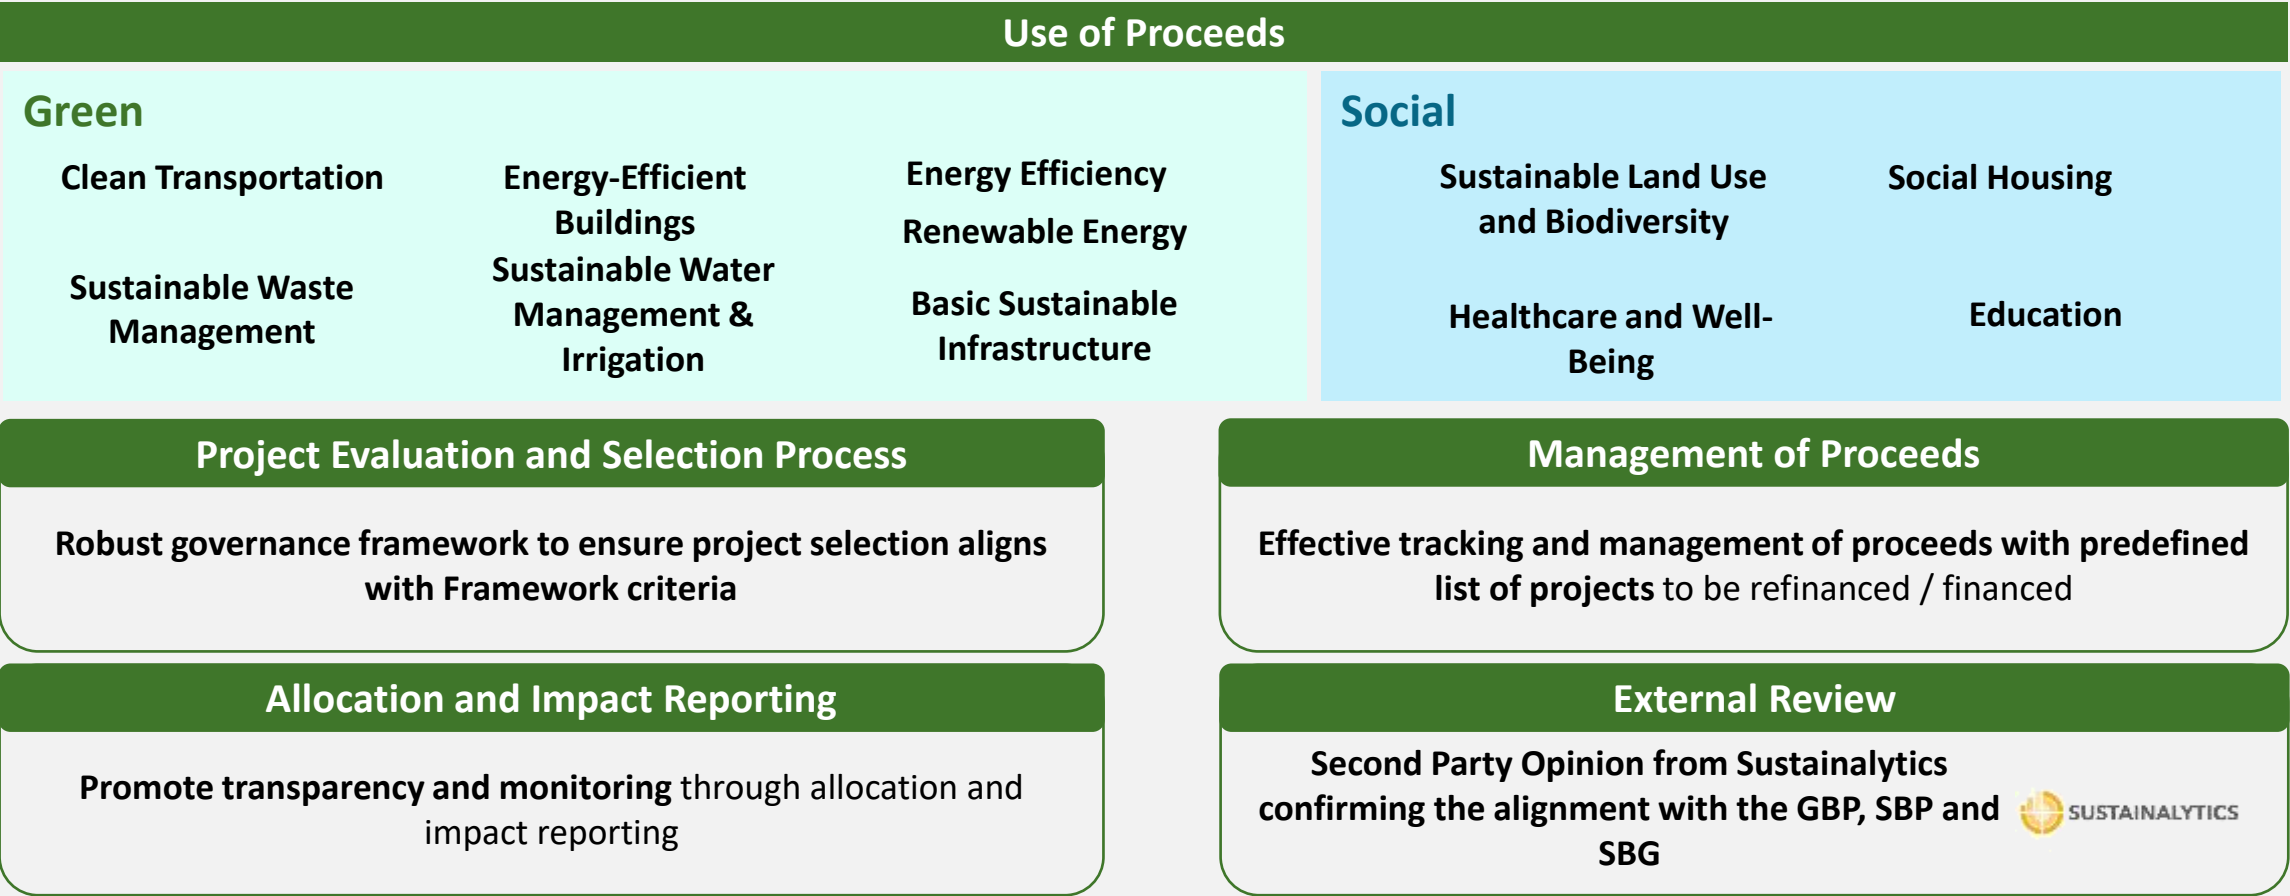 Use of Proceeds
Green
Clean Transportation
Energy-Efficient
Buildings
Energy Efficiency
Renewable Energy
Sustainable Waste
Management
Sustainable Water
Management &
Irrigation
Basic Sustainable
Infrastructure
Social
Sustainable Land Use
and Biodiversity
Social Housing
Healthcare and Well-
Being
Education
Project Evaluation and Selection Process
Robust governance framework to ensure project selection aligns
with Framework criteria
Management of Proceeds
Effective tracking and management of proceeds with predefined
list of projects to be refinanced / financed
Allocation and Impact Reporting
Promote transparency and monitoring through allocation and
impact reporting
External Review
Second Party Opinion from Sustainalytics
confirming the alignment with the GBP, SBP and
SBG
SUSTAINALYTICS